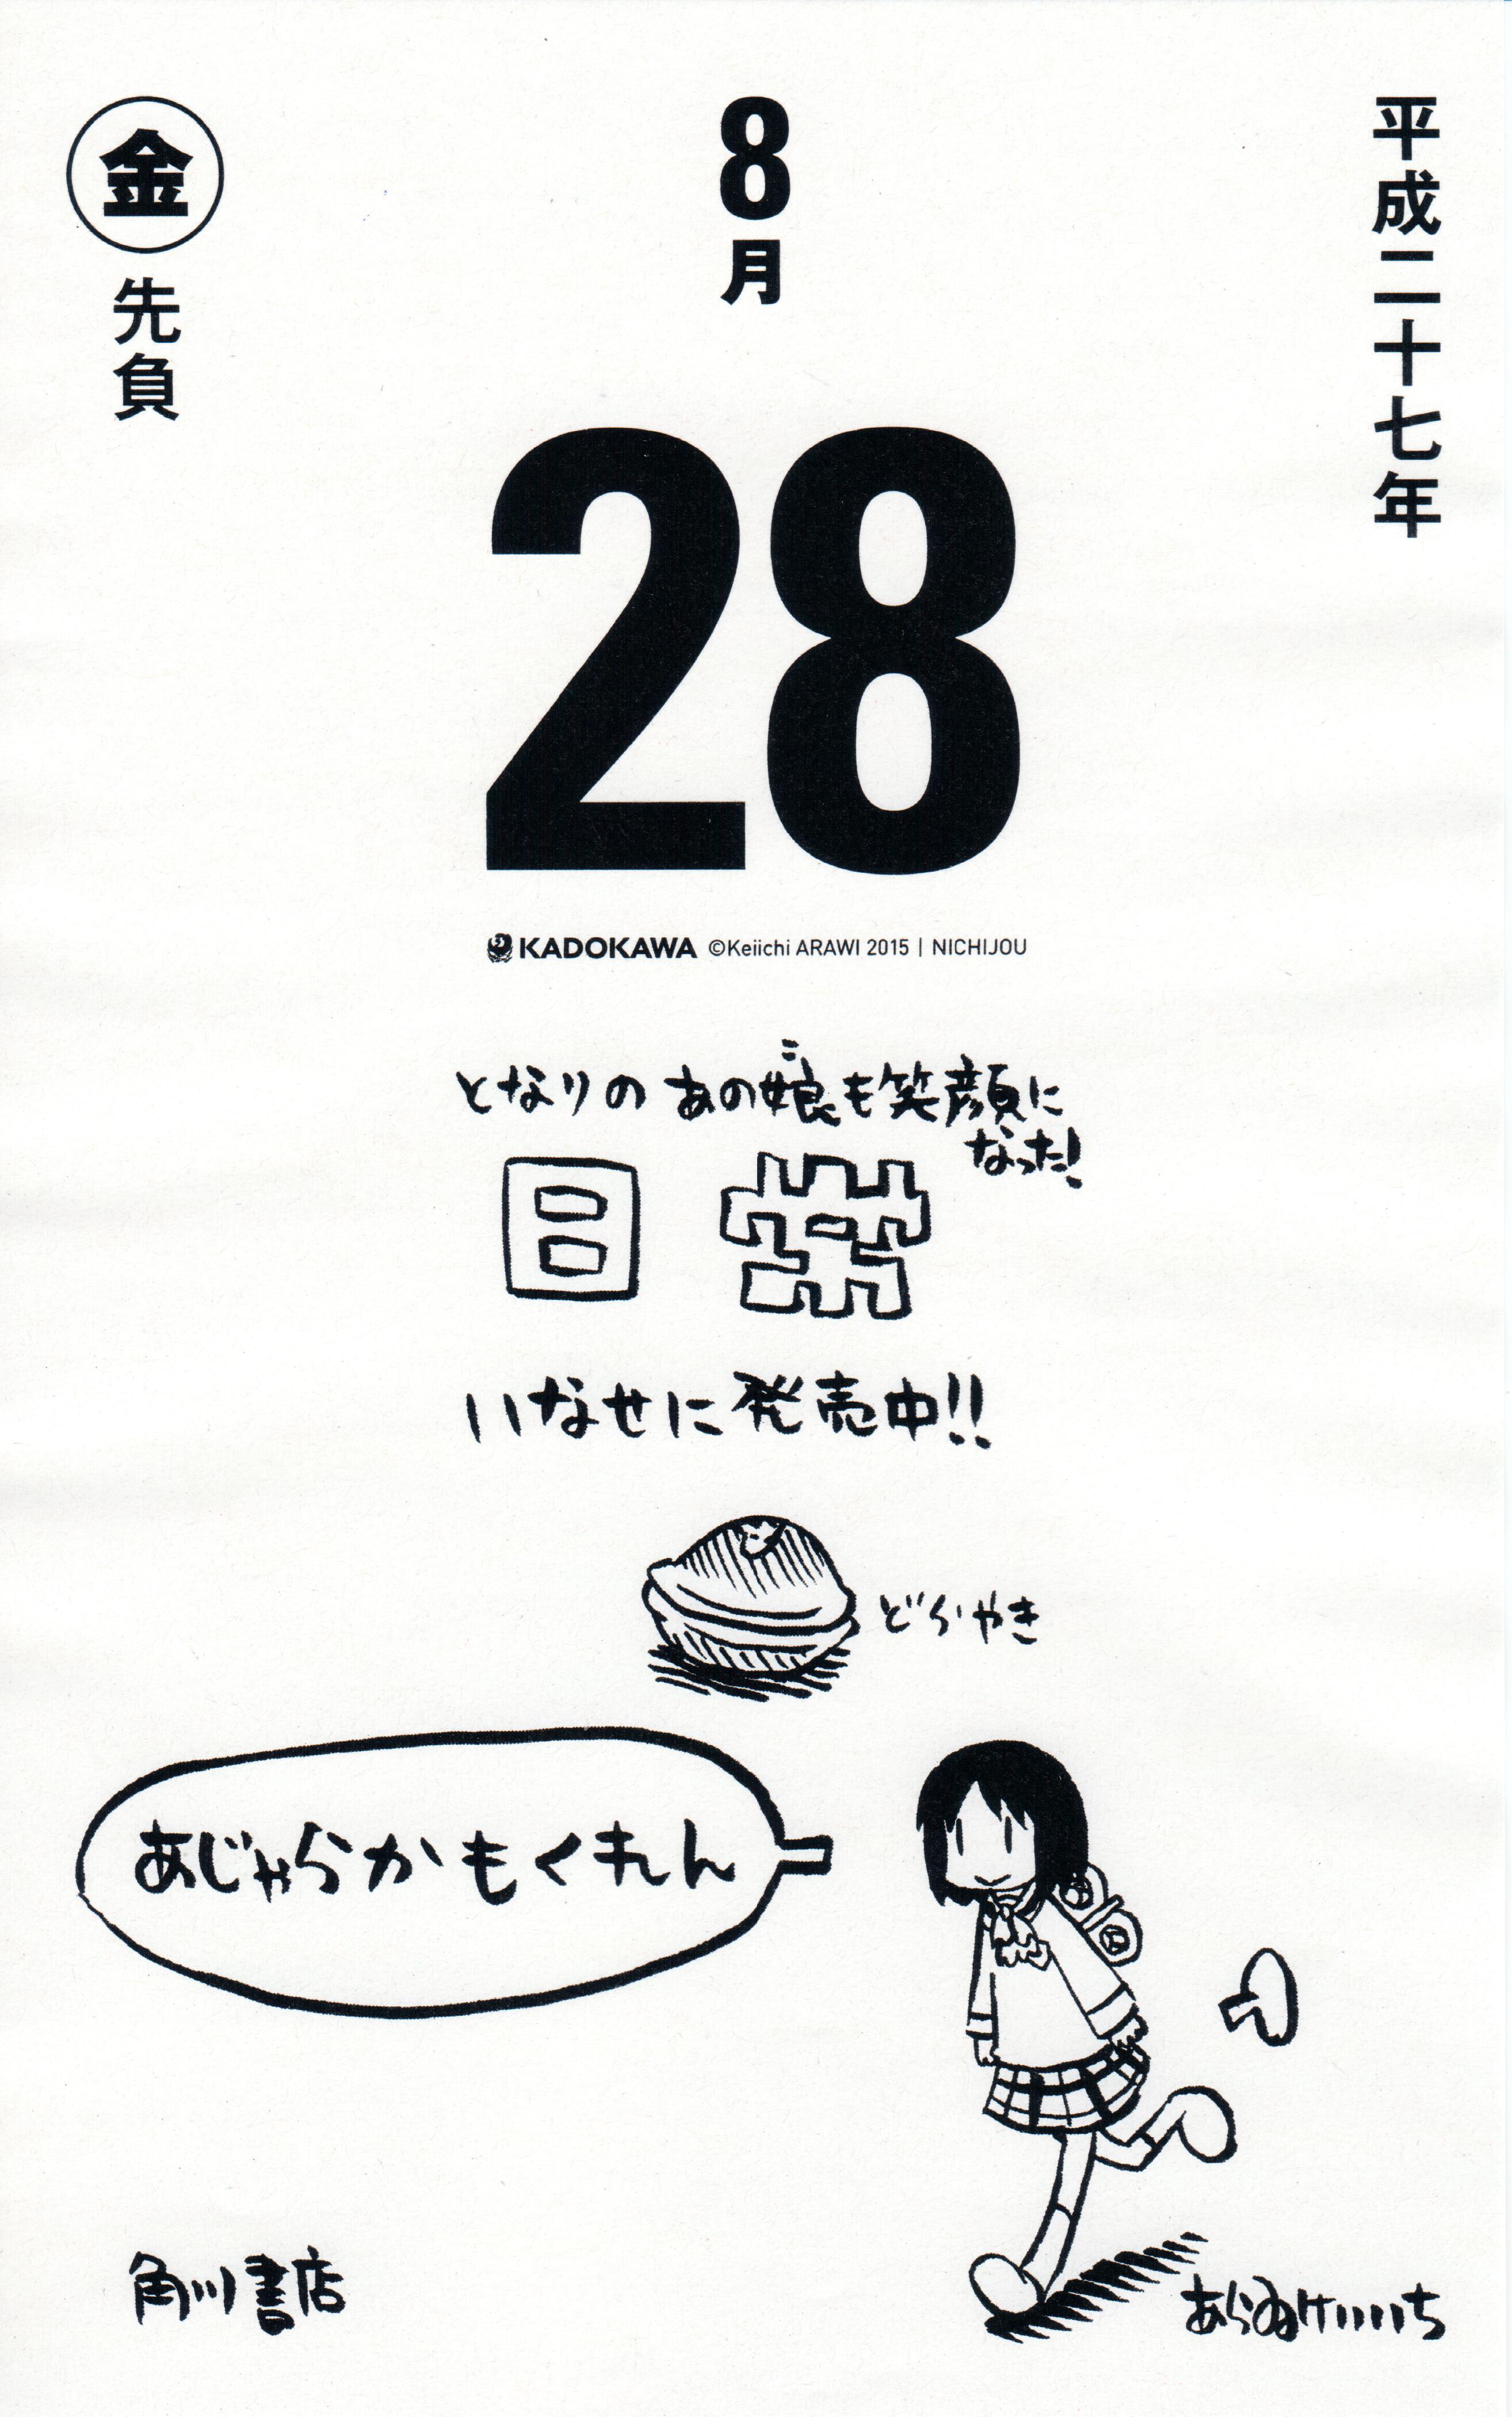 平成二十七年
8月
金
先負
28
KADOKAWA ©Keiichi ARAWI 2015 | NICHIJOU
となりの あの娘も笑顔に
こ
なった!
日常
いなせに発売中!!
どらやき
あじゃらかもくれん
角川書店
あらゐけいいち